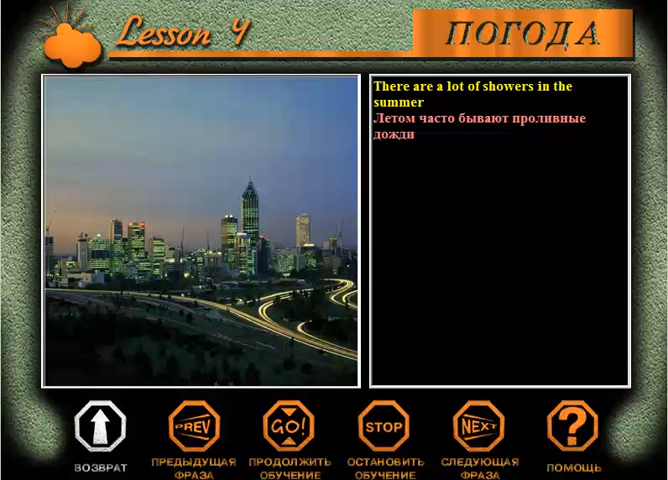 Lesson 4
ПОГОДА
There are a lot of showers in the
summer
Летом часто бывают проливные
дожди
PREV
GO!
STOP
NEXT
?
ВОЗВРАТ
ПРЕДЫДУЩАЯ
ФРАЗА
ПРОДОЛЖИТЬ
ОБУЧЕНИЕ
ОСТАНОВИТЬ
ОБУЧЕНИЕ
СЛЕДУЮЩАЯ
ФРАЗА
ПОМОЩЬ